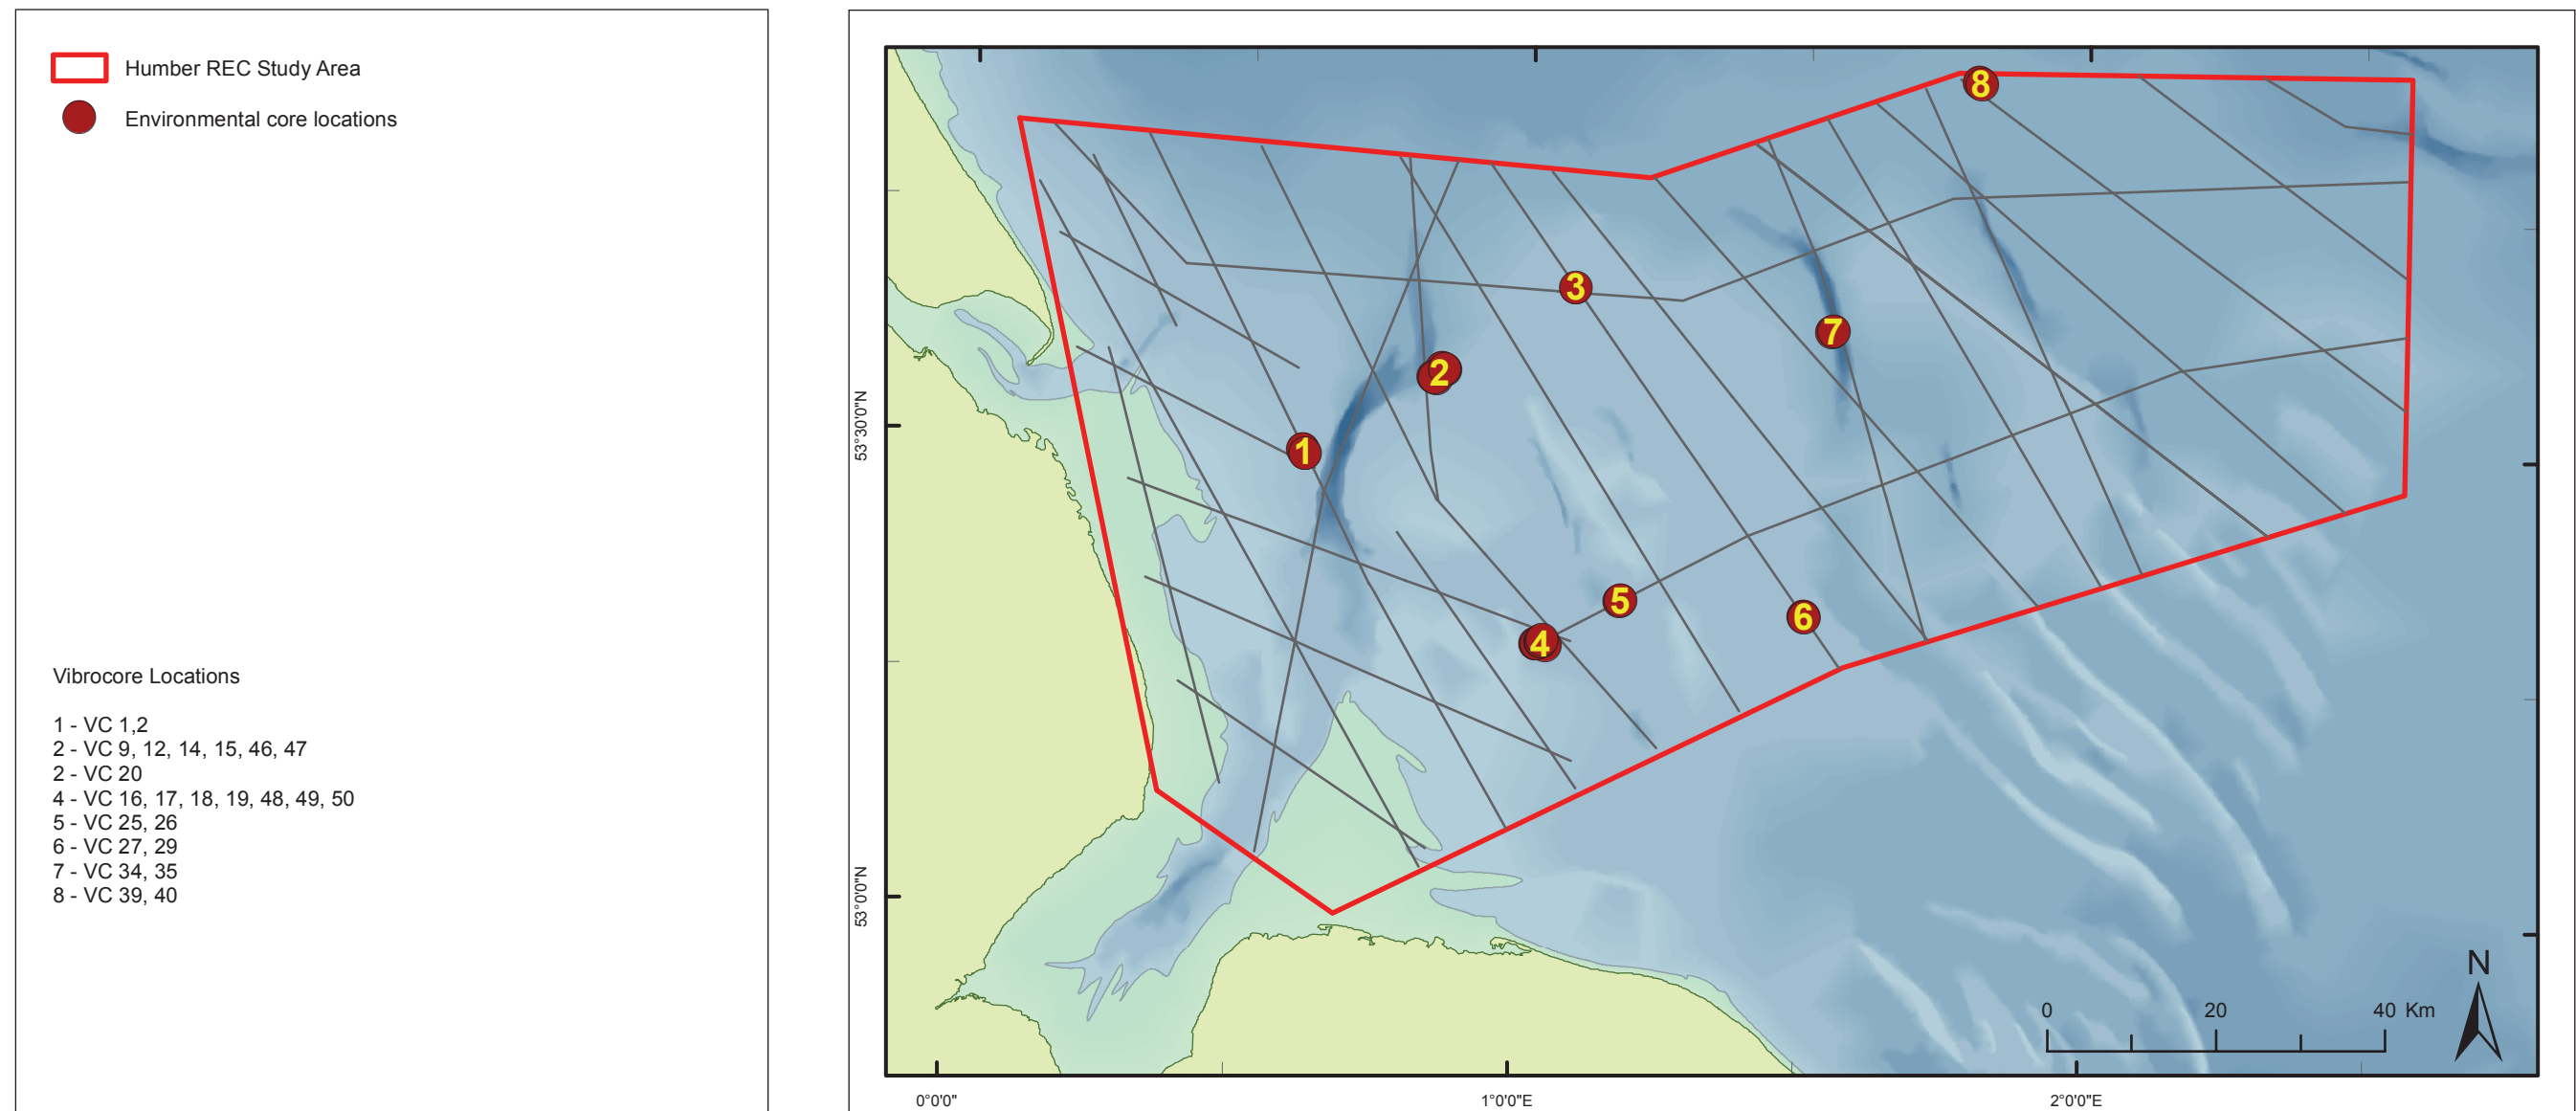 Humber REC Study Area
Environmental core locations
Vibrocore Locations
1 - VC 1,2
2 - VC 9, 12, 14, 15, 46, 47
2 - VC 20
4 - VC 16, 17, 18, 19, 48, 49, 50
5 - VC 25, 26
6 - VC 27, 29
7 - VC 34, 35
8 - VC 39, 40
8
3
7
2
53°30'0"N
1
5
6
4
53°0'0"N
N
0 20 40 Km
0°0'0" 1°0'0"E 2°0'0"E